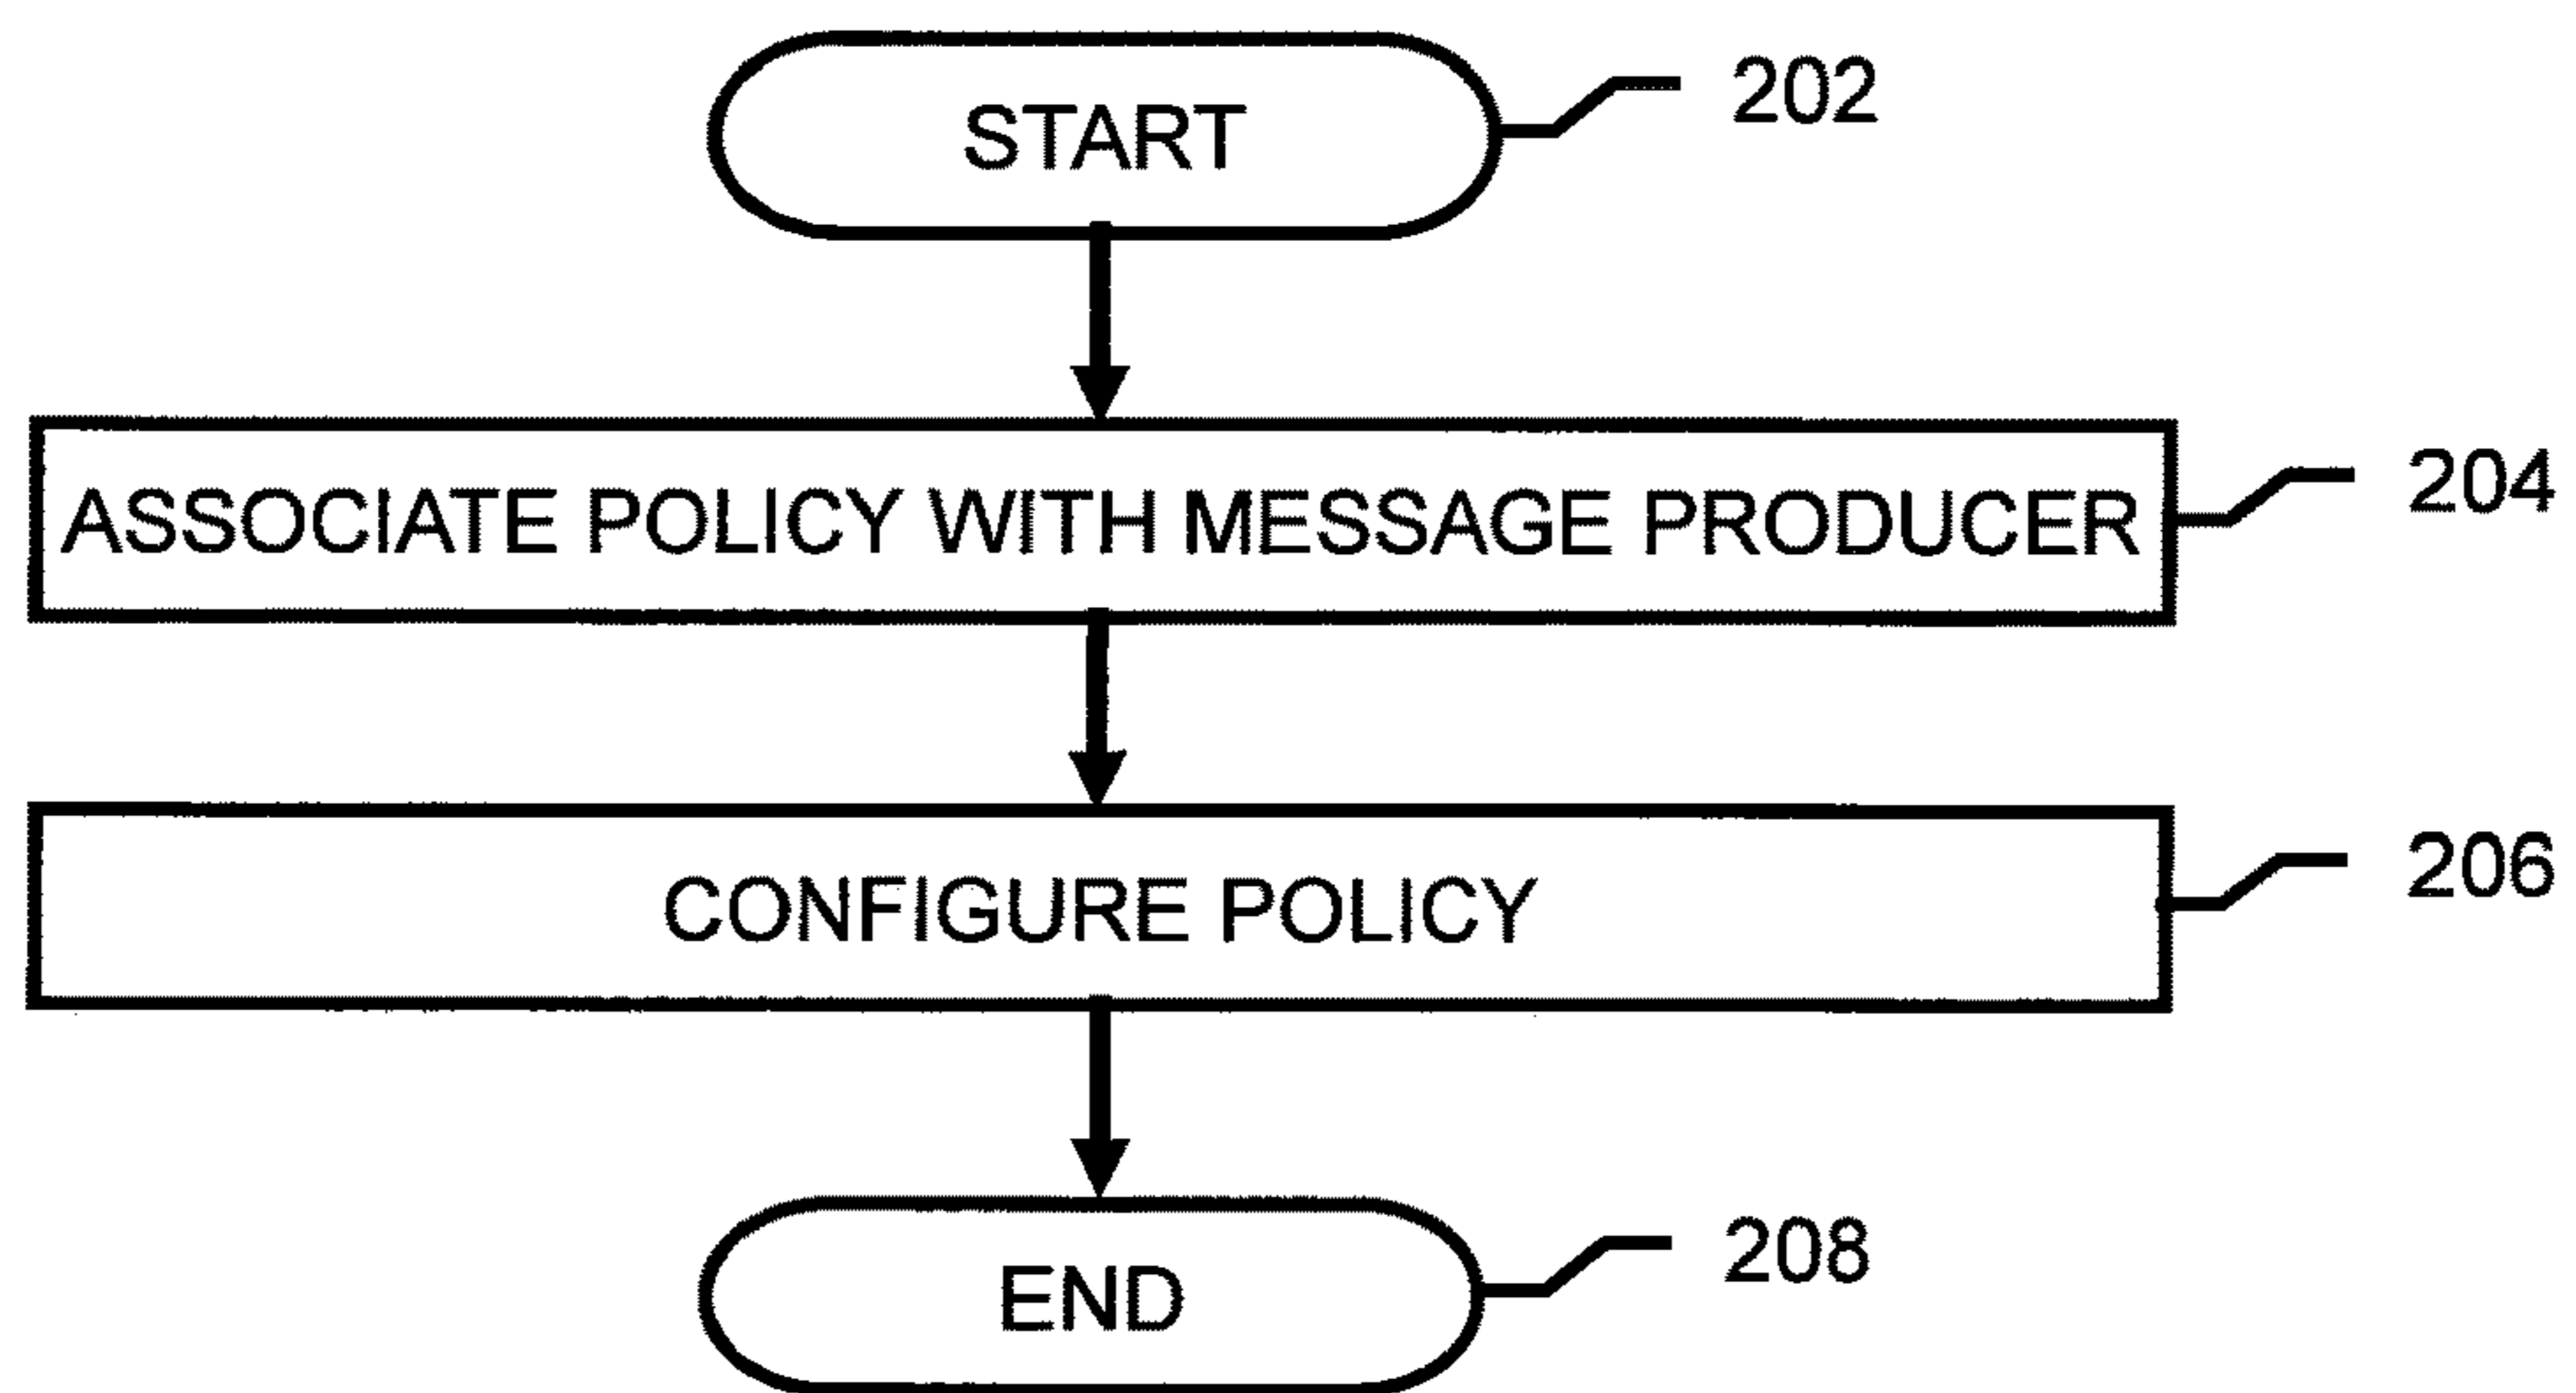 START
202
ASSOCIATE POLICY WITH MESSAGE PRODUCER
204
CONFIGURE POLICY
206
END
208